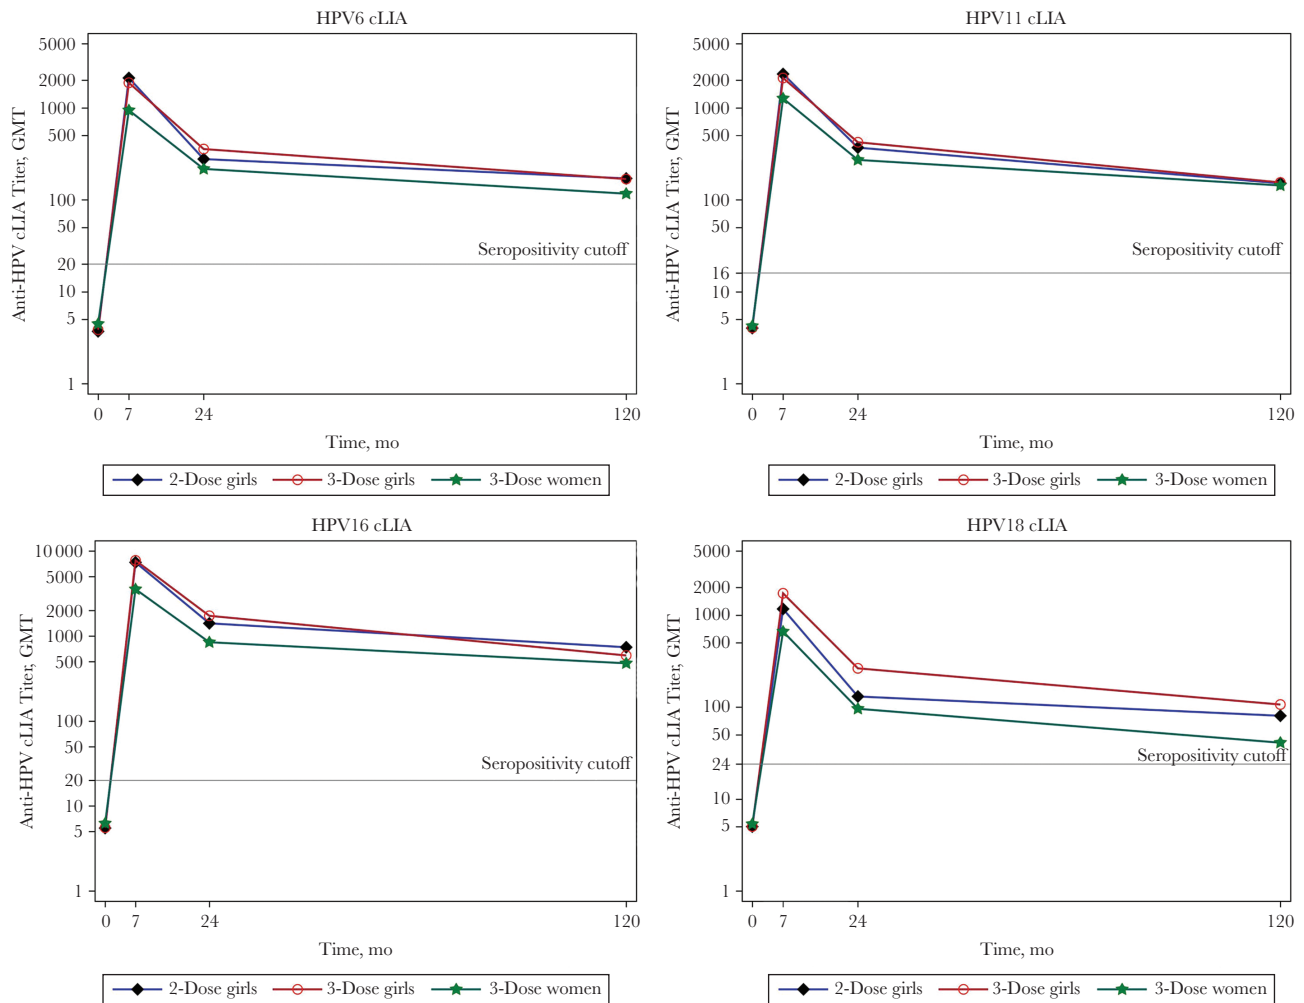 HPV6 cLIA
Anti-HPV cLIA Titer, GMT
5000
2000
1000
500
100
50
20
10
5
1
Seropositivity cutoff
0 7 24 120
Time, mo
2-Dose girls 3-Dose girls 3-Dose women
HPV11 cLIA
Anti-HPV cLIA Titer, GMT
5000
2000
1000
500
100
50
16
10
5
1
Seropositivity cutoff
0 7 24 120
Time, mo
2-Dose girls 3-Dose girls 3-Dose women
HPV16 cLIA
Anti-HPV cLIA Titer, GMT
10 000
5000
2000
1000
500
100
50
20
10
5
1
Seropositivity cutoff
0 7 24 120
Time, mo
2-Dose girls 3-Dose girls 3-Dose women
HPV18 cLIA
Anti-HPV cLIA Titer, GMT
5000
2000
1000
500
100
50
24
10
5
1
Seropositivity cutoff
0 7 24 120
Time, mo
2-Dose girls 3-Dose girls 3-Dose women